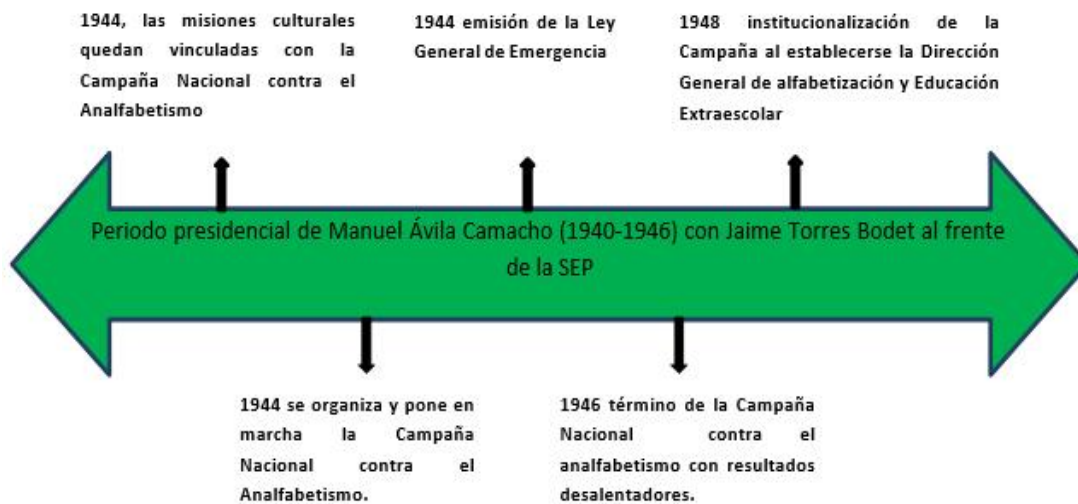 1944, las misiones culturales
quedan vinculadas con la
Campaña Nacional contra el
Analfabetismo
1944 emisión de la Ley
General de Emergencia
1948 institucionalización de la
Campaña al establecerse la Dirección
General de alfabetización y Educación
Extraescolar
Periodo presidencial de Manuel Ávila Camacho (1940-1946) con Jaime Torres Bodet al frente
de la SEP
1944 se organiza y pone en
marcha la Campaña
Nacional contra el
Analfabetismo.
1946 término de la Campaña
Nacional contra el
analfabetismo con resultados
desalentadores.